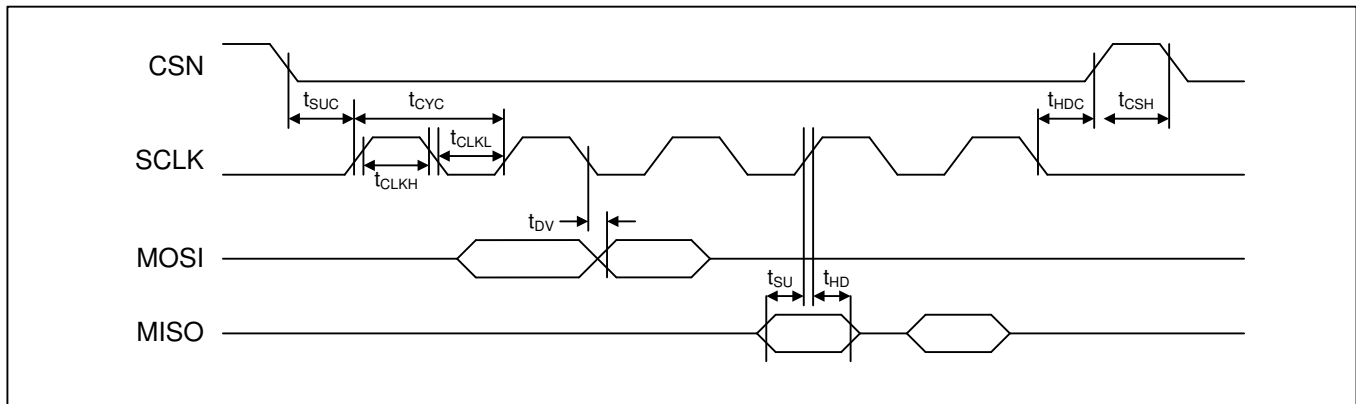 CSN
tSUC
tCYC
tHDC
tCSH
SCLK
tCLKL
tCLKH
tDV
MOSI
tSU
tHD
MISO